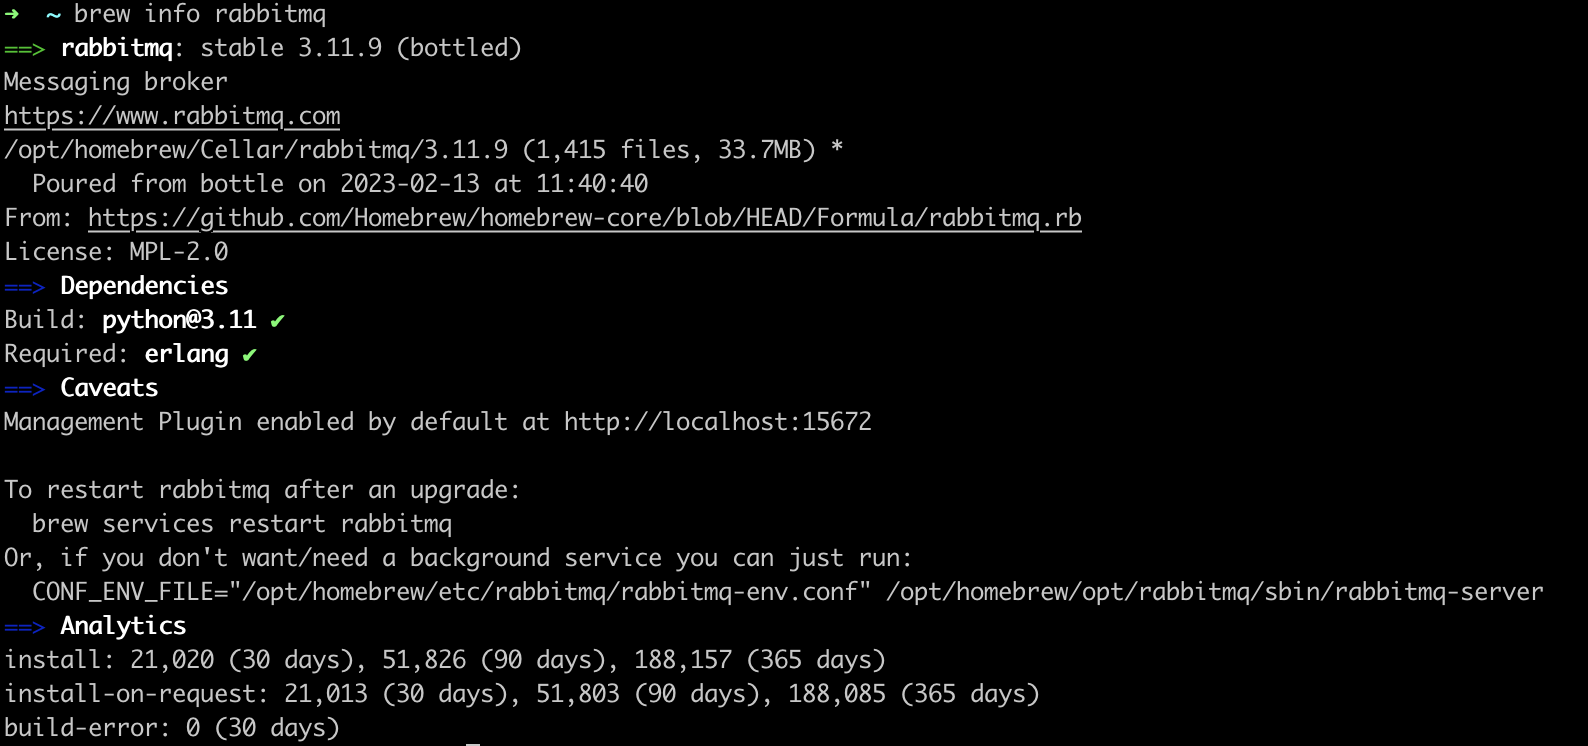 ➜  ~ brew info rabbitmq
==> rabbitmq: stable 3.11.9 (bottled)
Messaging broker
https://www.rabbitmq.com
/opt/homebrew/Cellar/rabbitmq/3.11.9 (1,415 files, 33.7MB) *
  Poured from bottle on 2023-02-13 at 11:40:40
From: https://github.com/Homebrew/homebrew-core/blob/HEAD/Formula/rabbitmq.rb
License: MPL-2.0
==> Dependencies
Build: python@3.11 ✔
Required: erlang ✔
==> Caveats
Management Plugin enabled by default at http://localhost:15672

To restart rabbitmq after an upgrade:
  brew services restart rabbitmq
Or, if you don't want/need a background service you can just run:
  CONF_ENV_FILE="/opt/homebrew/etc/rabbitmq/rabbitmq-env.conf" /opt/homebrew/opt/rabbitmq/sbin/rabbitmq-server
==> Analytics
install: 21,020 (30 days), 51,826 (90 days), 188,157 (365 days)
install-on-request: 21,013 (30 days), 51,803 (90 days), 188,085 (365 days)
build-error: 0 (30 days)